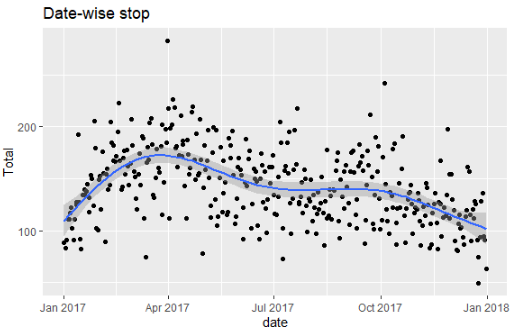 Date-wise stop
Total
200
100
Jan 2017
Apr 2017
Jul 2017
Oct 2017
Jan 2018
date